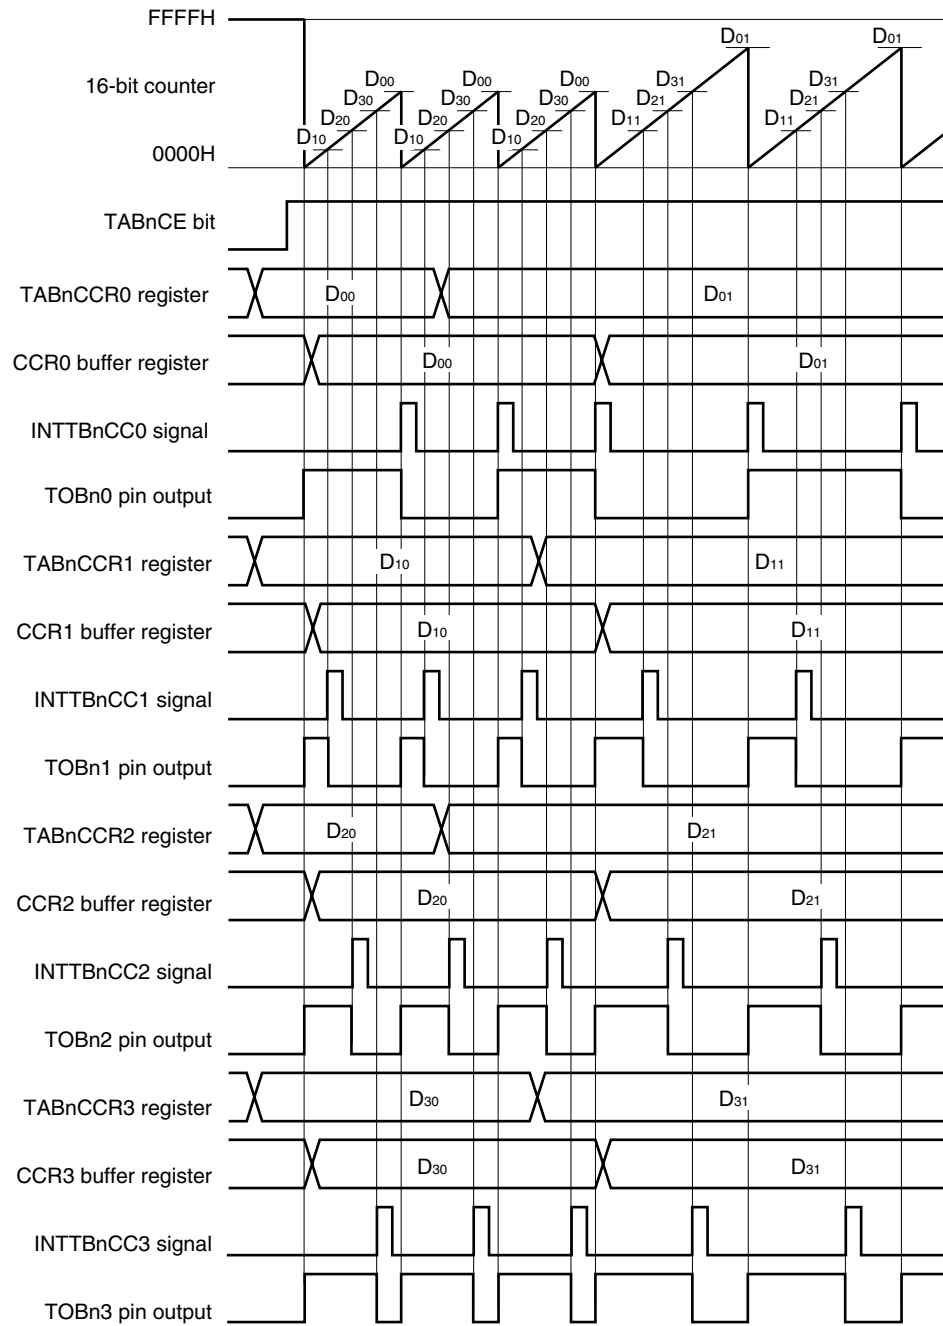 FFFFH
D01 D01
16-bit counter
D00 D00 D00 D31 D31
D30 D30 D30 D21 D21
D20 D20 D20 D11 D11
D10 D10 D10
0000H
TABnCE bit
TABnCCR0 register D00 D01
CCR0 buffer register D00 D01
INTTBnCC0 signal
TOBn0 pin output
TABnCCR1 register D10 D11
CCR1 buffer register D10 D11
INTTBnCC1 signal
TOBn1 pin output
TABnCCR2 register D20 D21
CCR2 buffer register D20 D21
INTTBnCC2 signal
TOBn2 pin output
TABnCCR3 register D30 D31
CCR3 buffer register D30 D31
INTTBnCC3 signal
TOBn3 pin output